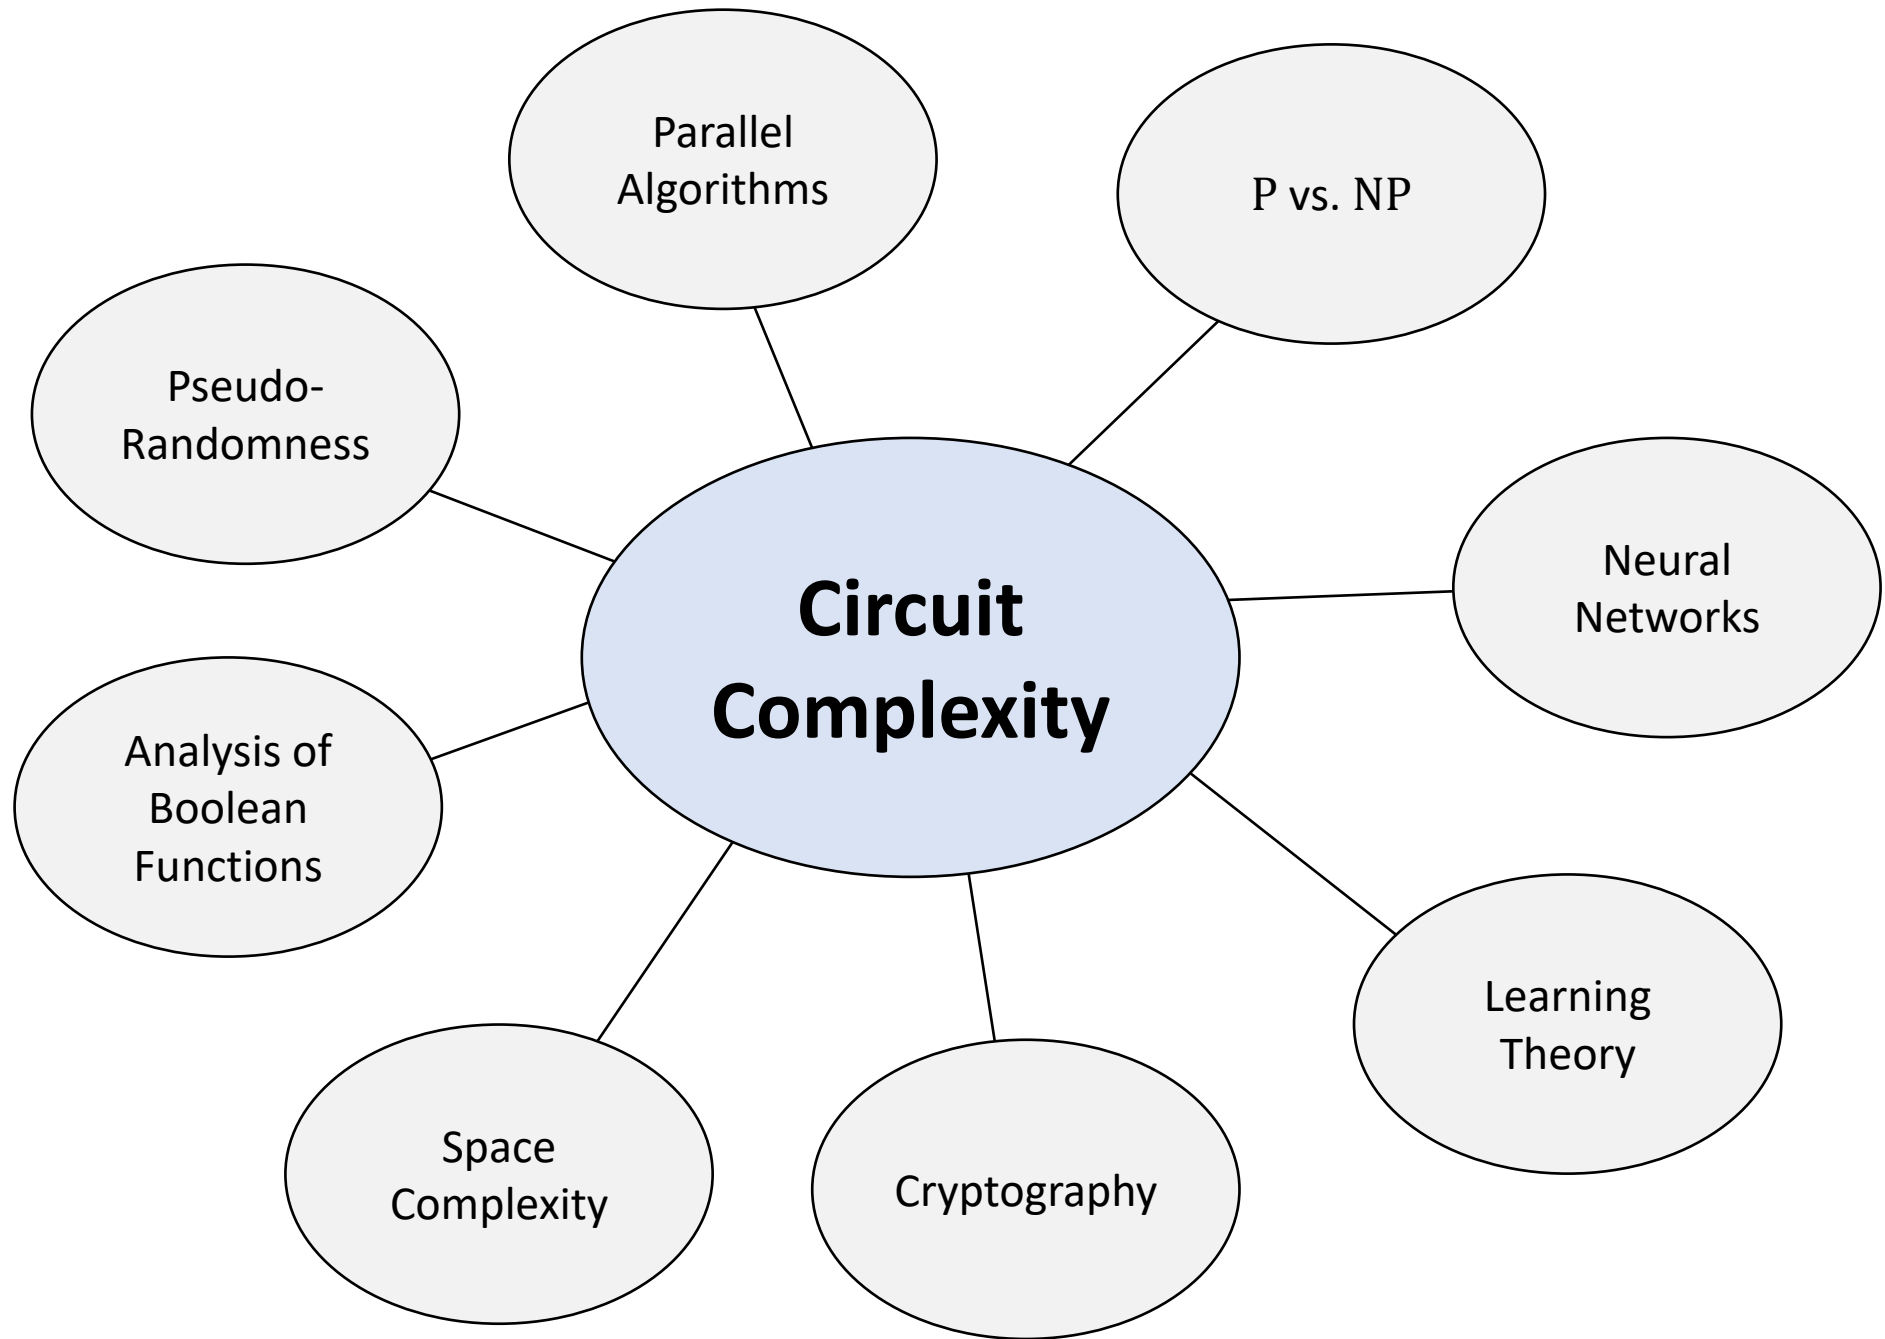 Parallel
Algorithms
P vs. NP
Pseudo-
Randomness
Neural
Networks
Circuit
Complexity
Analysis of
Boolean
Functions
Learning
Theory
Space
Complexity
Cryptography